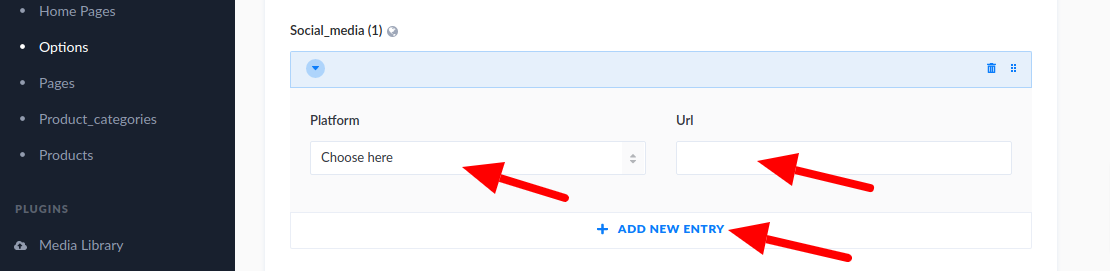 Home Pages
Options
Pages
Product_categories
Products
PLUGINS
Media Library
Social_media (1)
Platform
Url
Choose here
ADD NEW ENTRY